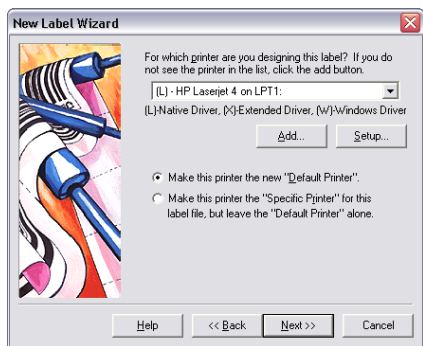 New Label Wizard
For which printer are you designing this label? If you do
not see the printer in the list, click the add button.
(L) - HP Laserjet 4 on LPT1:
(L)-Native Driver, (X)-Extended Driver, (W)-Windows Driver
Add... Setup...
Make this printer the new "Default Printer".
Make this printer the "Specific Printer" for this
label file, but leave the "Default Printer" alone.
Help << Back Next >> Cancel